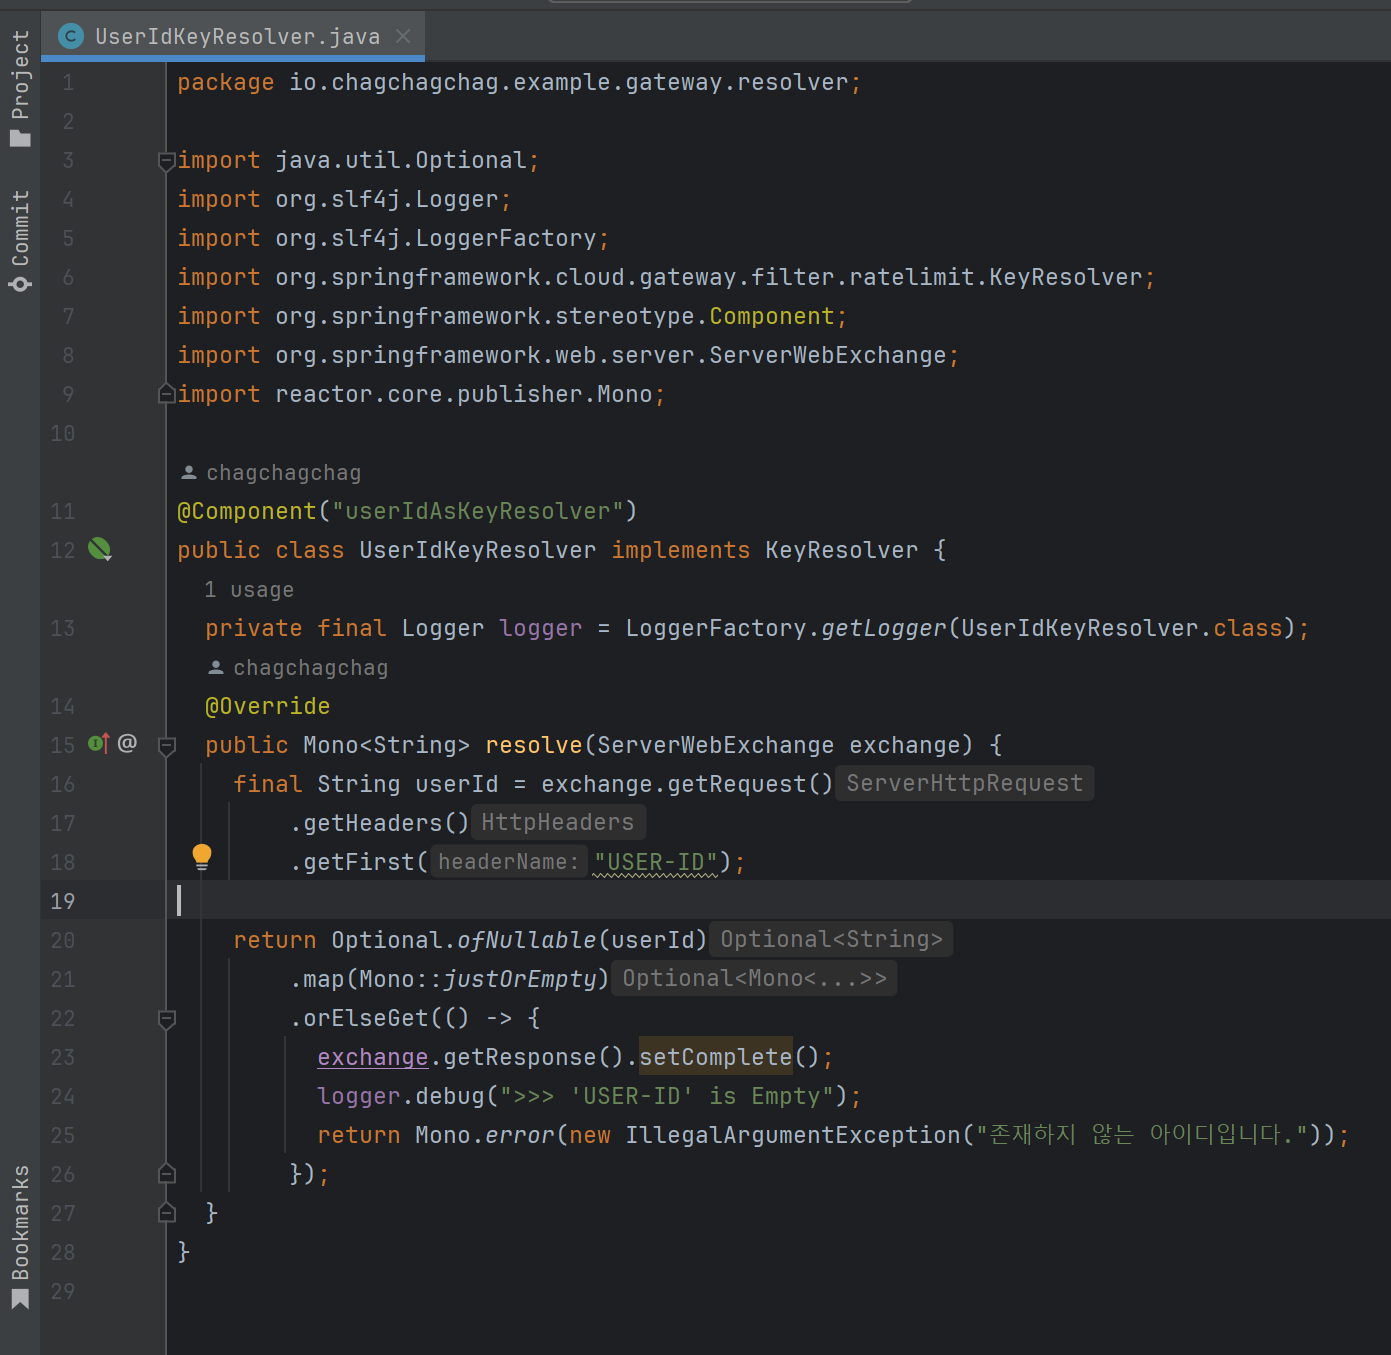 UserIdKeyResolver.java
Project
Commit
Bookmarks
1 package io.chagchagchag.example.gateway.resolver;
2
3 import java.util.Optional;
4 import org.slf4j.Logger;
5 import org.slf4j.LoggerFactory;
6 import org.springframework.cloud.gateway.filter.ratelimit.KeyResolver;
7 import org.springframework.stereotype.Component;
8 import org.springframework.web.server.ServerWebExchange;
9 import reactor.core.publisher.Mono;
10
chagchagchag
11 @Component("userIdAsKeyResolver")
12 public class UserIdKeyResolver implements KeyResolver {
1 usage
13 private final Logger logger = LoggerFactory.getLogger(UserIdKeyResolver.class);
chagchagchag
14 @Override
15 @ public Mono<String> resolve(ServerWebExchange exchange) {
16 final String userId = exchange.getRequest() ServerHttpRequest
17 .getHeaders() HttpHeaders
18 .getFirst( headerName: "USER-ID");
19
20 return Optional.ofNullable(userId) Optional<String>
21 .map(Mono::justOrEmpty) Optional<Mono<...>>
22 .orElseGet(() -> {
23 exchange.getResponse().setComplete();
24 logger.debug(">>> 'USER-ID' is Empty");
25 return Mono.error(new IllegalArgumentException("존재하지 않는 아이디입니다."));
26 });
27 }
28 }
29